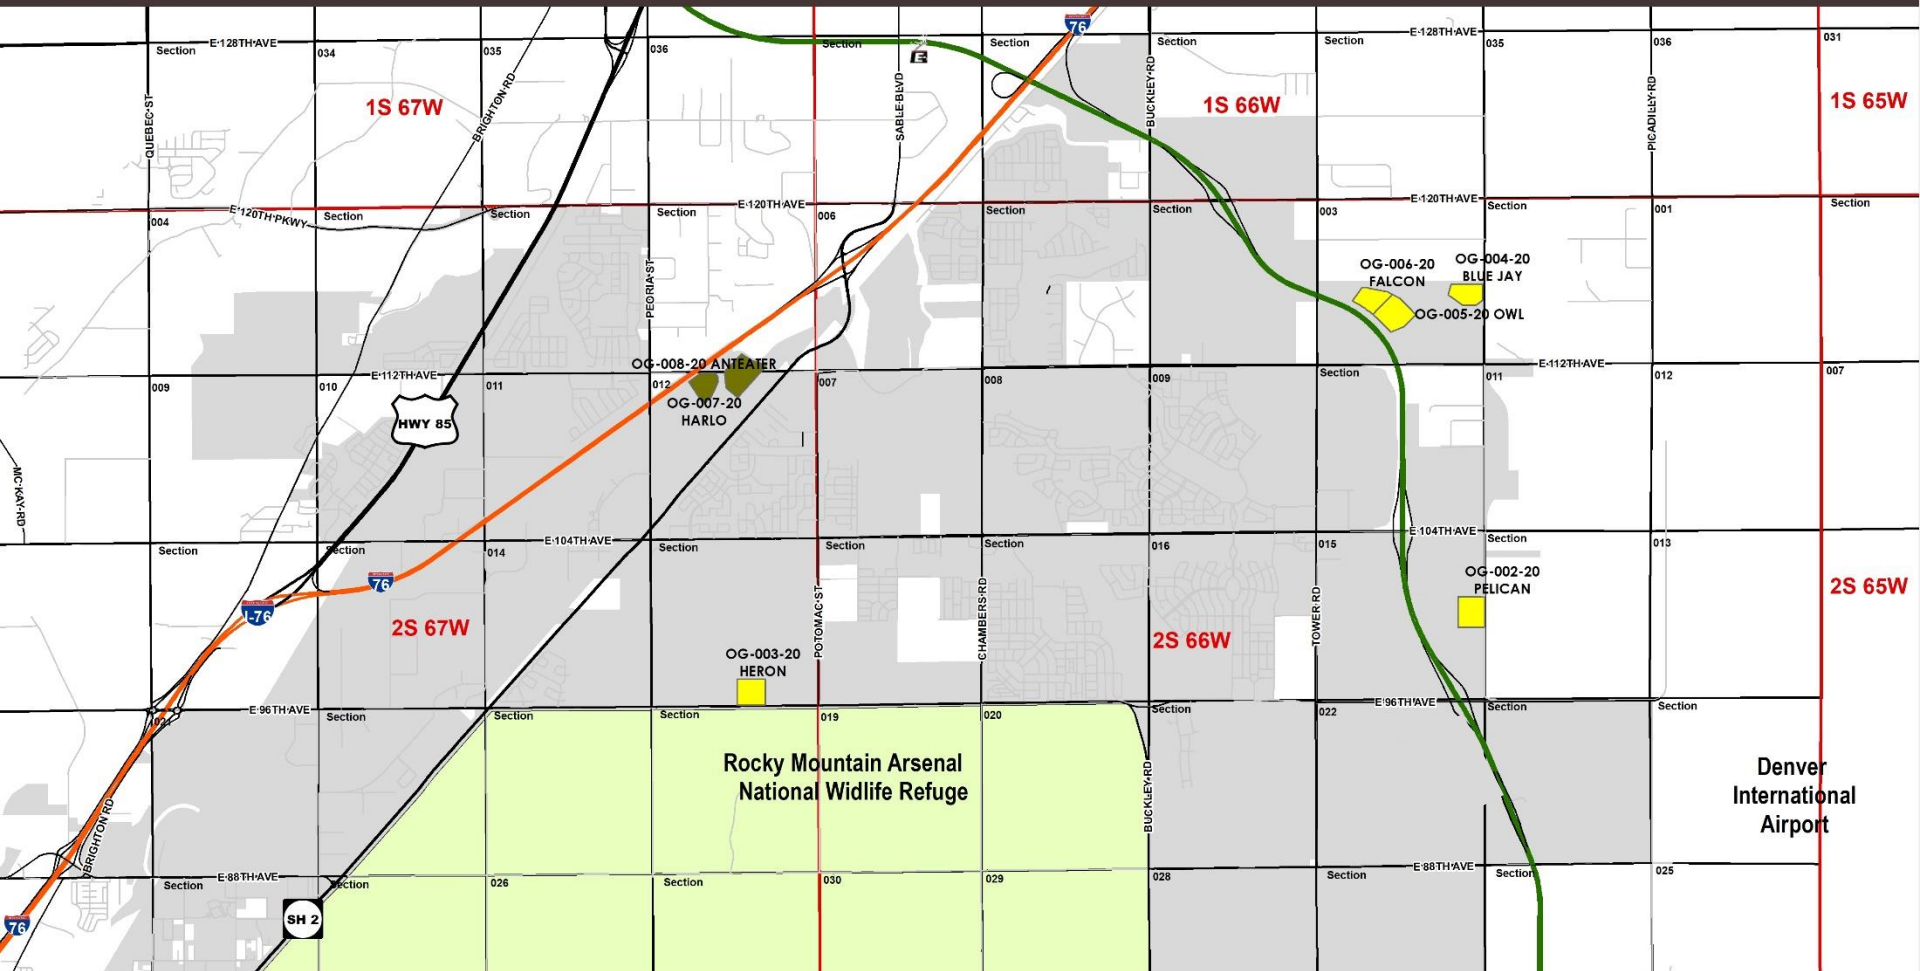 76
E 128TH AVE
Section
034
035
036
Section
Section
Section
Section
E 128TH AVE
035
036
031
E
QUEBEC ST
BRIGHTON RD
SABLE BLVD
BUCKLEY RD
PICADILLY RD
1S 67W
1S 66W
1S 65W
E 120TH PKWY
004
Section
Section
Section
E 120TH AVE
006
Section
Section
003
E 120TH AVE
Section
001
Section
PEORIA ST
OG-006-20
FALCON
OG-004-20
BLUE JAY
OG-005-20 OWL
OG-008-20 ANTEATER
OG-007-20
HARLO
009
010
E 112TH AVE
011
012
007
008
009
Section
011
E 112TH AVE
012
007
HWY 85
MC KAY RD
Section
Section
014
E 104TH AVE
Section
Section
Section
016
015
E 104TH AVE
Section
013
76
I-76
OG-002-20
PELICAN
2S 67W
2S 66W
2S 65W
POTOMAC ST
CHAMBERS RD
TOWER RD
OG-003-20
HERON
021
E 96TH AVE
Section
Section
Section
019
020
Section
022
E 96TH AVE
Section
Section
Rocky Mountain Arsenal
National Widlife Refuge
Denver
International
Airport
BUCKLEY RD
BRIGHTON RD
Section
E 88TH AVE
Section
026
Section
030
029
028
Section
E 88TH AVE
Section
025
SH 2
76